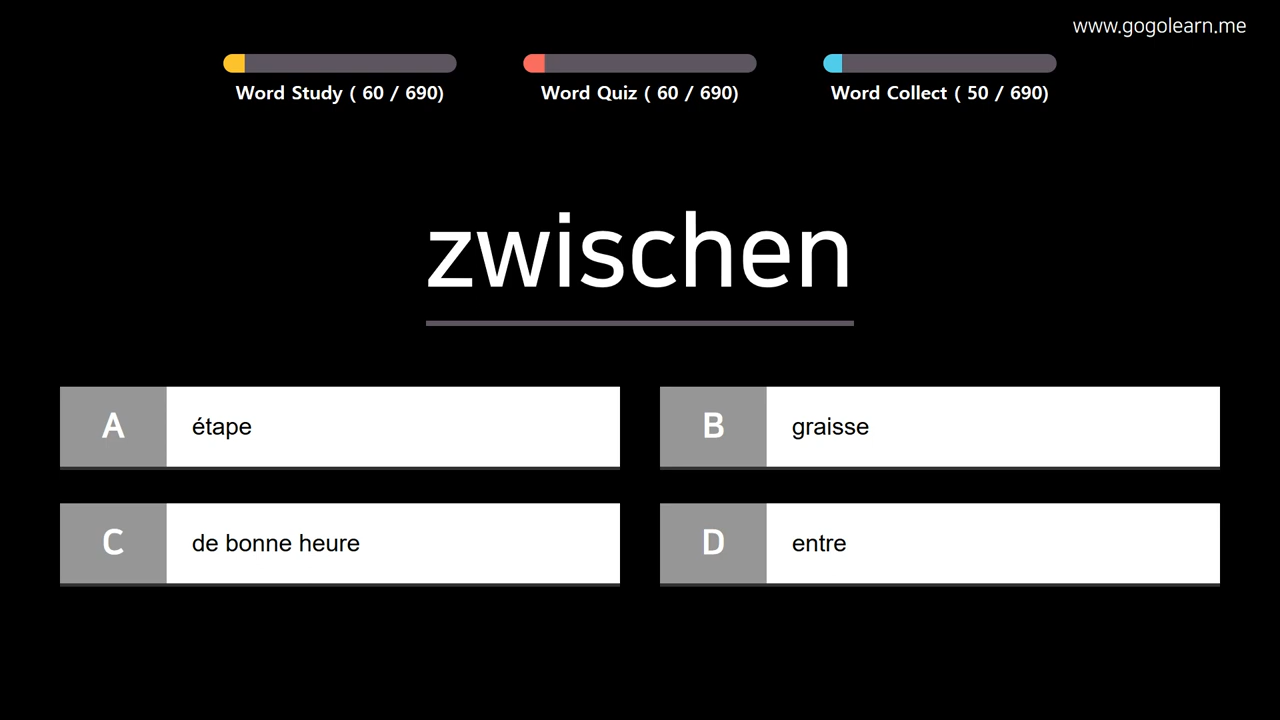 www.gogolearn.me
Word Study ( 60 / 690)
Word Quiz ( 60 / 690)
Word Collect ( 50 / 690)
zwischen
A étape
B graisse
C de bonne heure
D entre